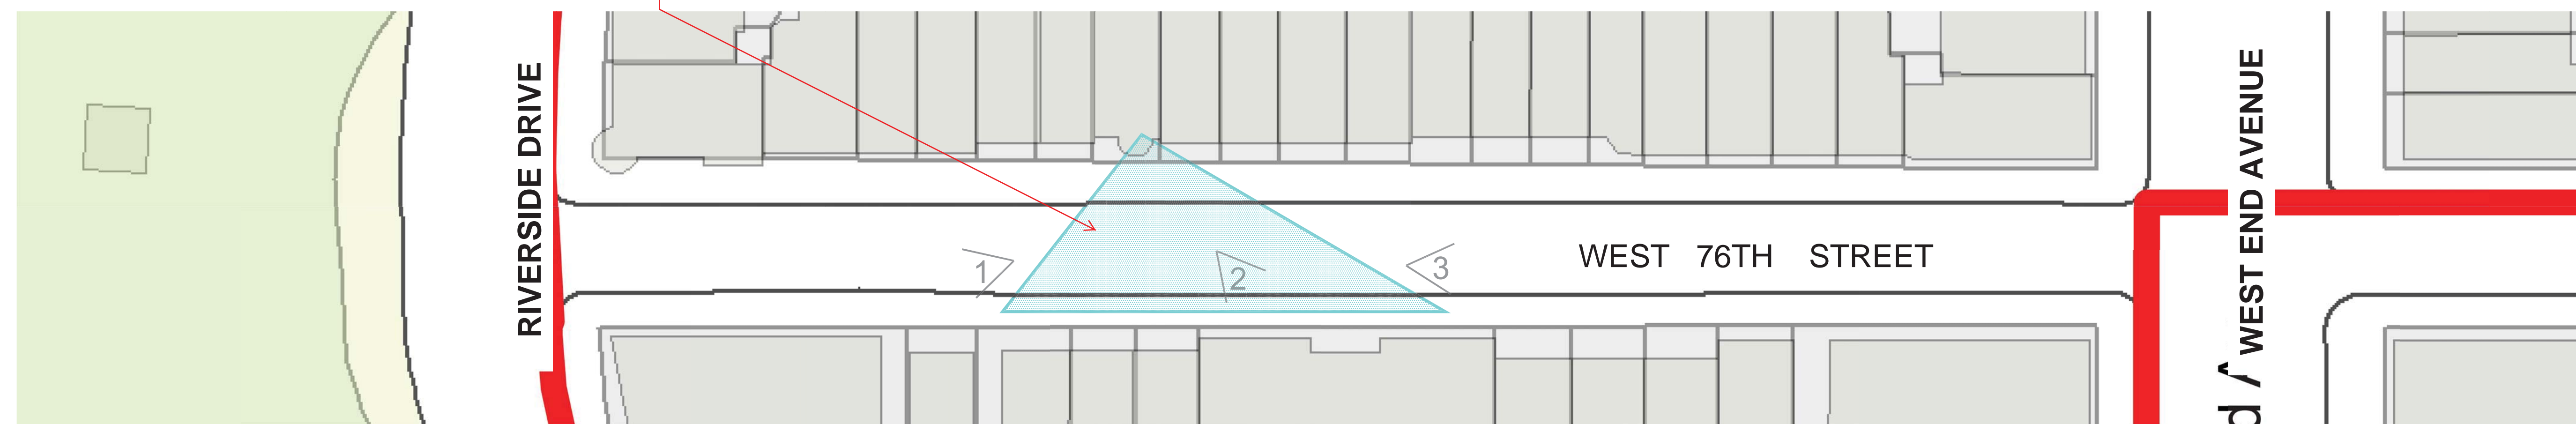 RIVERSIDE DRIVE
1
2
3
WEST 76TH STREET
WEST END AVENUE